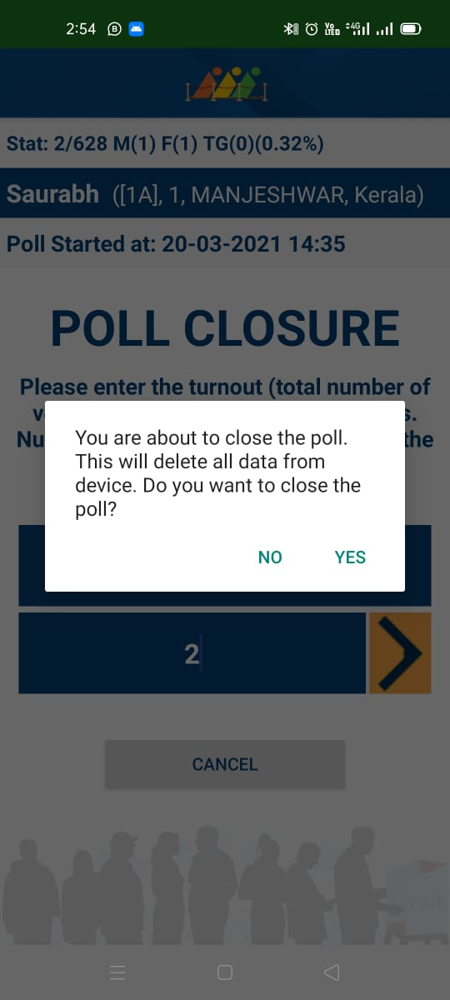 2:54
VoLTE 4G
Stat: 2/628 M(1) F(1) TG(0)(0.32%)
Saurabh ([1A], 1, MANJESHWAR, Kerala)
Poll Started at: 20-03-2021 14:35
POLL CLOSURE
Please enter the turnout (total number of
v s.
Nu the
You are about to close the poll.
This will delete all data from
device. Do you want to close the
poll?
NO YES
2
CANCEL
VOTE